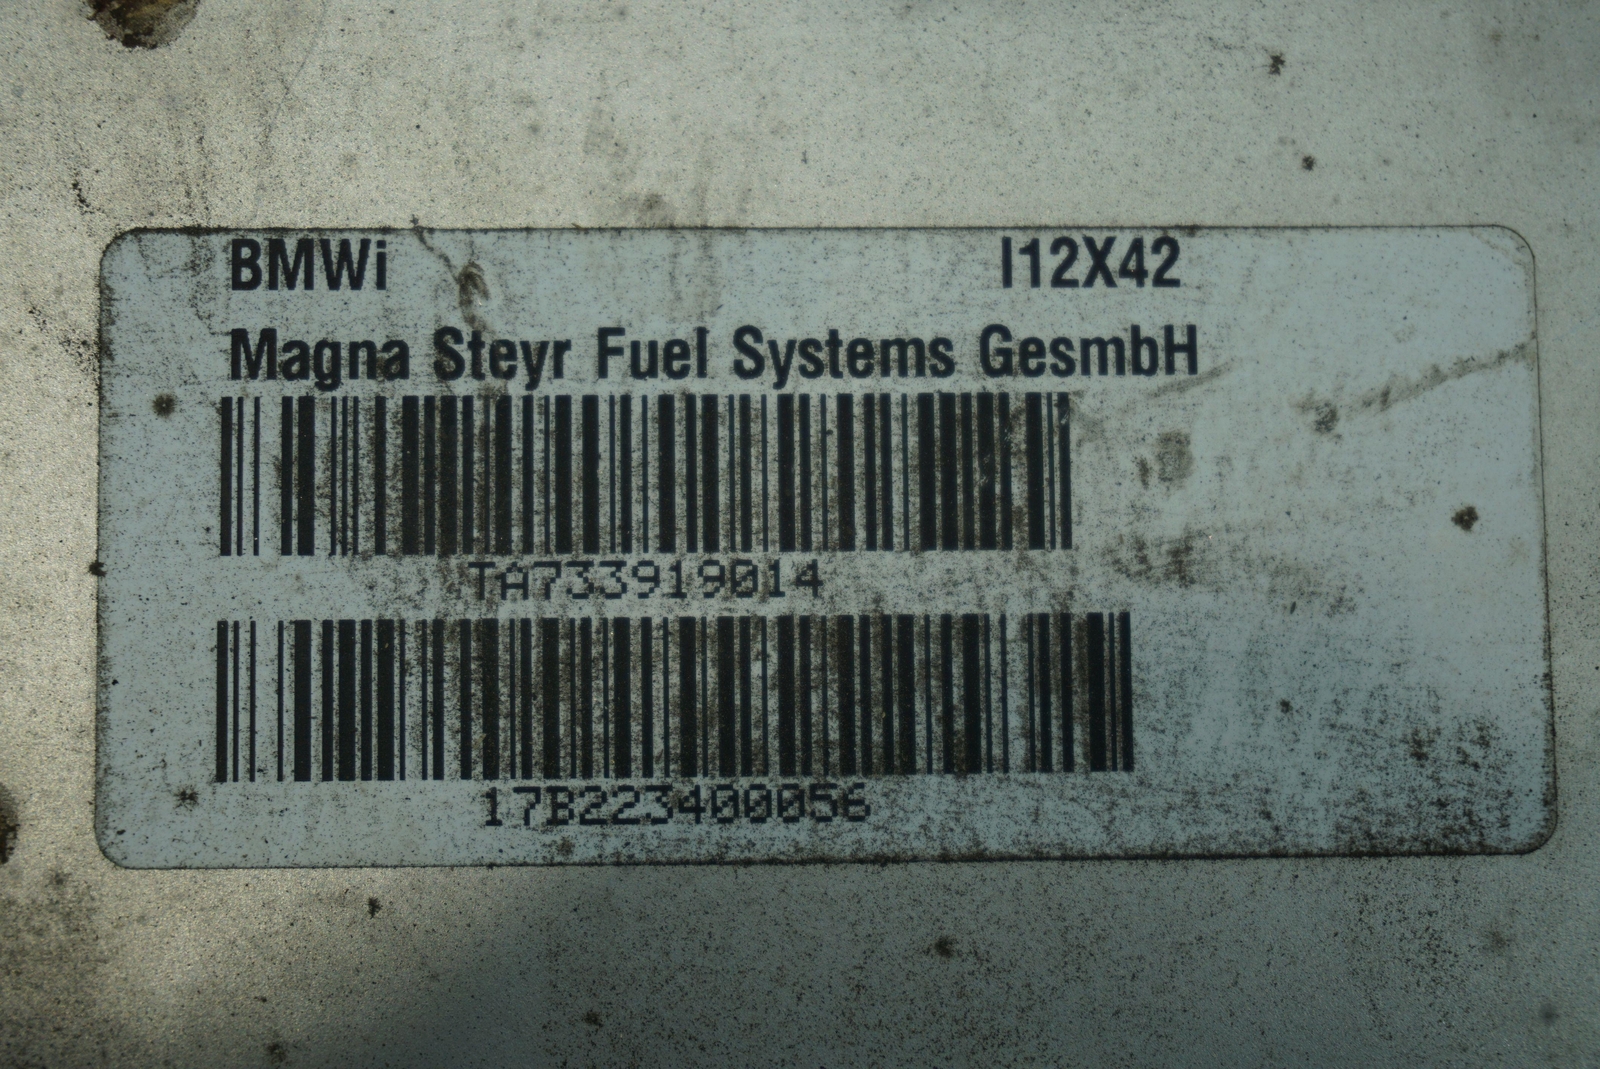 BMWi I12X42
Magna Steyr Fuel Systems GesmbH
TA733919014
17B223400056